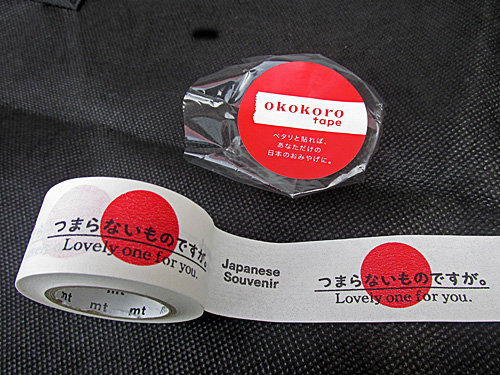 okokoro
tape
ペタリと貼れば、
あなただけの
日本のおみやげに。
つまらないものですが。
Lovely one for you.
Japanese
Souvenir
つまらないものですが。
Lovely one for you.
mt mt mt